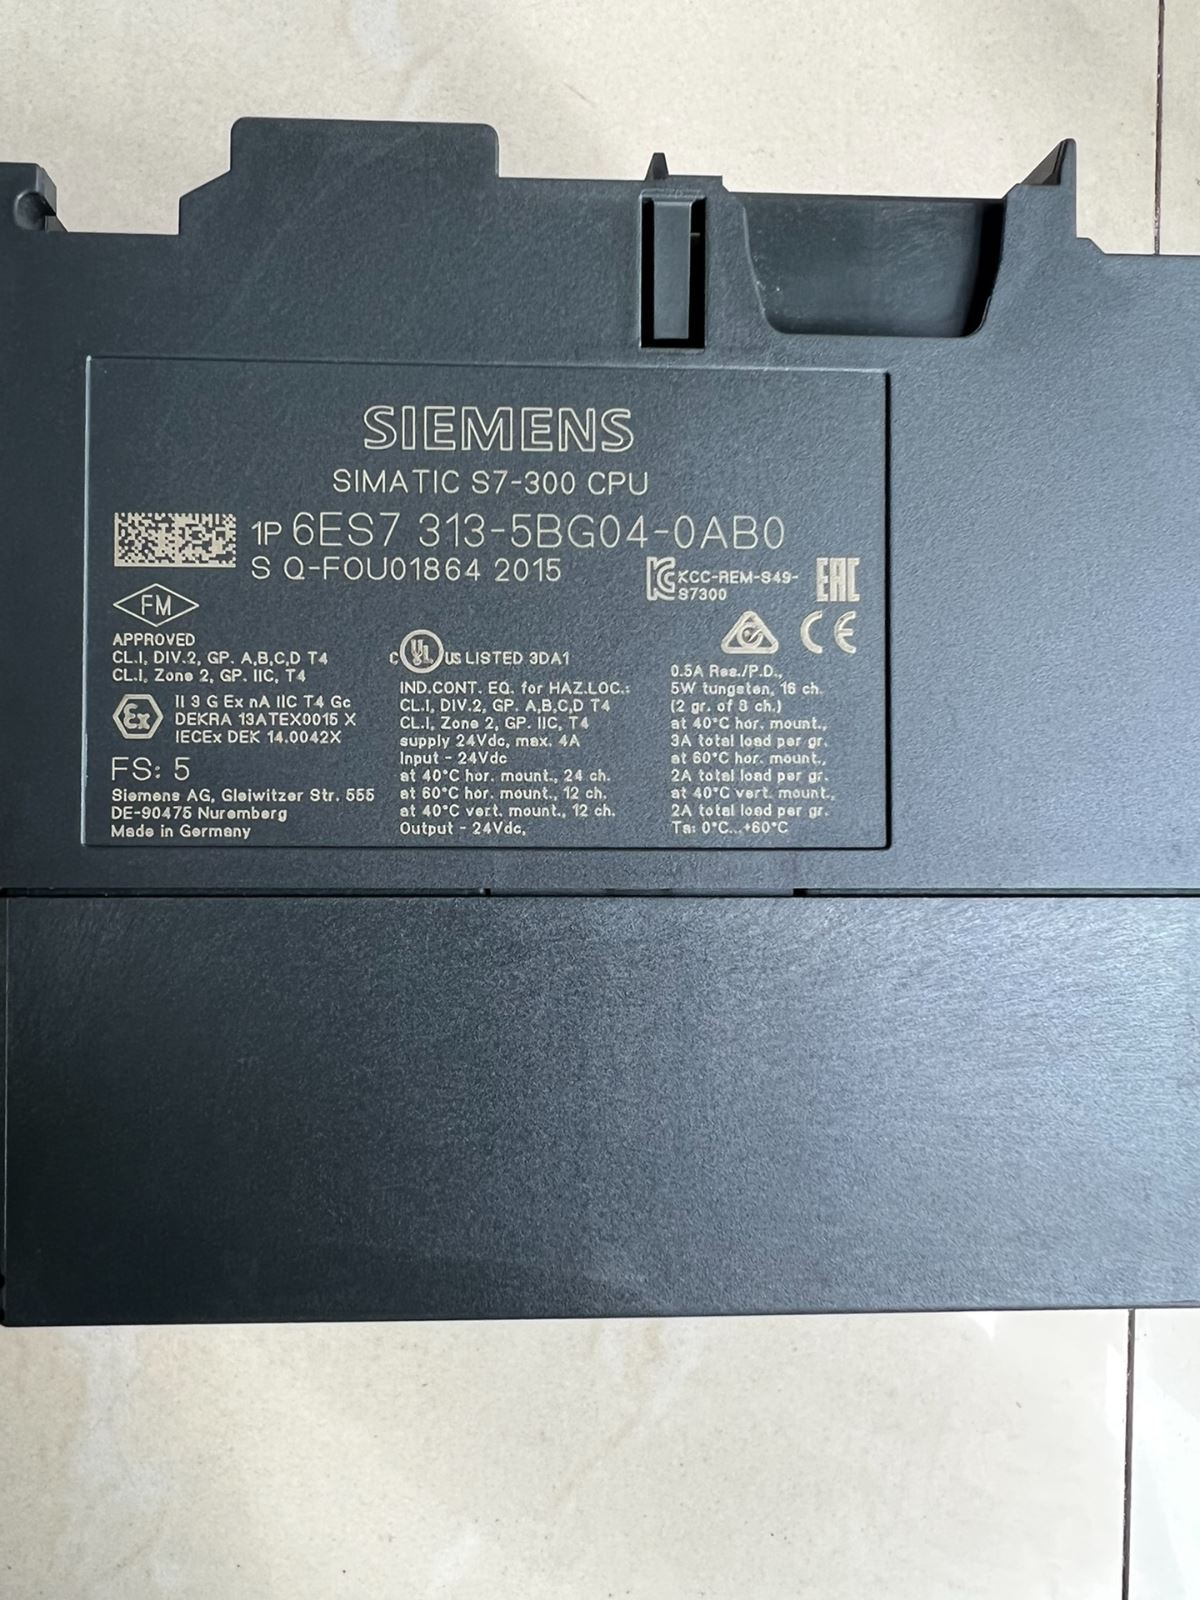 SIEMENS
SIMATIC S7-300 CPU
1P 6ES7 313-5BG04-0AB0
S Q-F0U01864 2015
KCC-REM-S49-
S7300
EAC
FM
APPROVED
CL.I, DIV.2, GP. A,B,C,D T4
CL.I, Zone 2, GP. IIC, T4
Ex
II 3 G Ex nA IIC T4 Gc
DEKRA 13ATEX0015 X
IECEx DEK 14.0042X
FS: 5
Siemens AG, Gleiwitzer Str. 555
DE-90475 Nuremberg
Made in Germany
C UL US LISTED 3DA1
IND.CONT. EQ. for HAZ.LOC.:
CL.I, DIV.2, GP. A,B,C,D T4
CL.I, Zone 2, GP. IIC, T4
supply 24Vdc, max. 4A
Input - 24Vdc
at 40°C hor. mount., 24 ch.
at 60°C hor. mount., 12 ch.
at 40°C vert. mount., 12 ch.
Output - 24Vdc,
CE
0.5A Res./P.D.,
5W tungsten, 16 ch.
(2 gr. of 8 ch.)
at 40°C hor. mount.,
3A total load per gr.
at 60°C hor. mount.,
2A total load per gr.
at 40°C vert. mount.,
2A total load per gr.
Ta: 0°C...+60°C